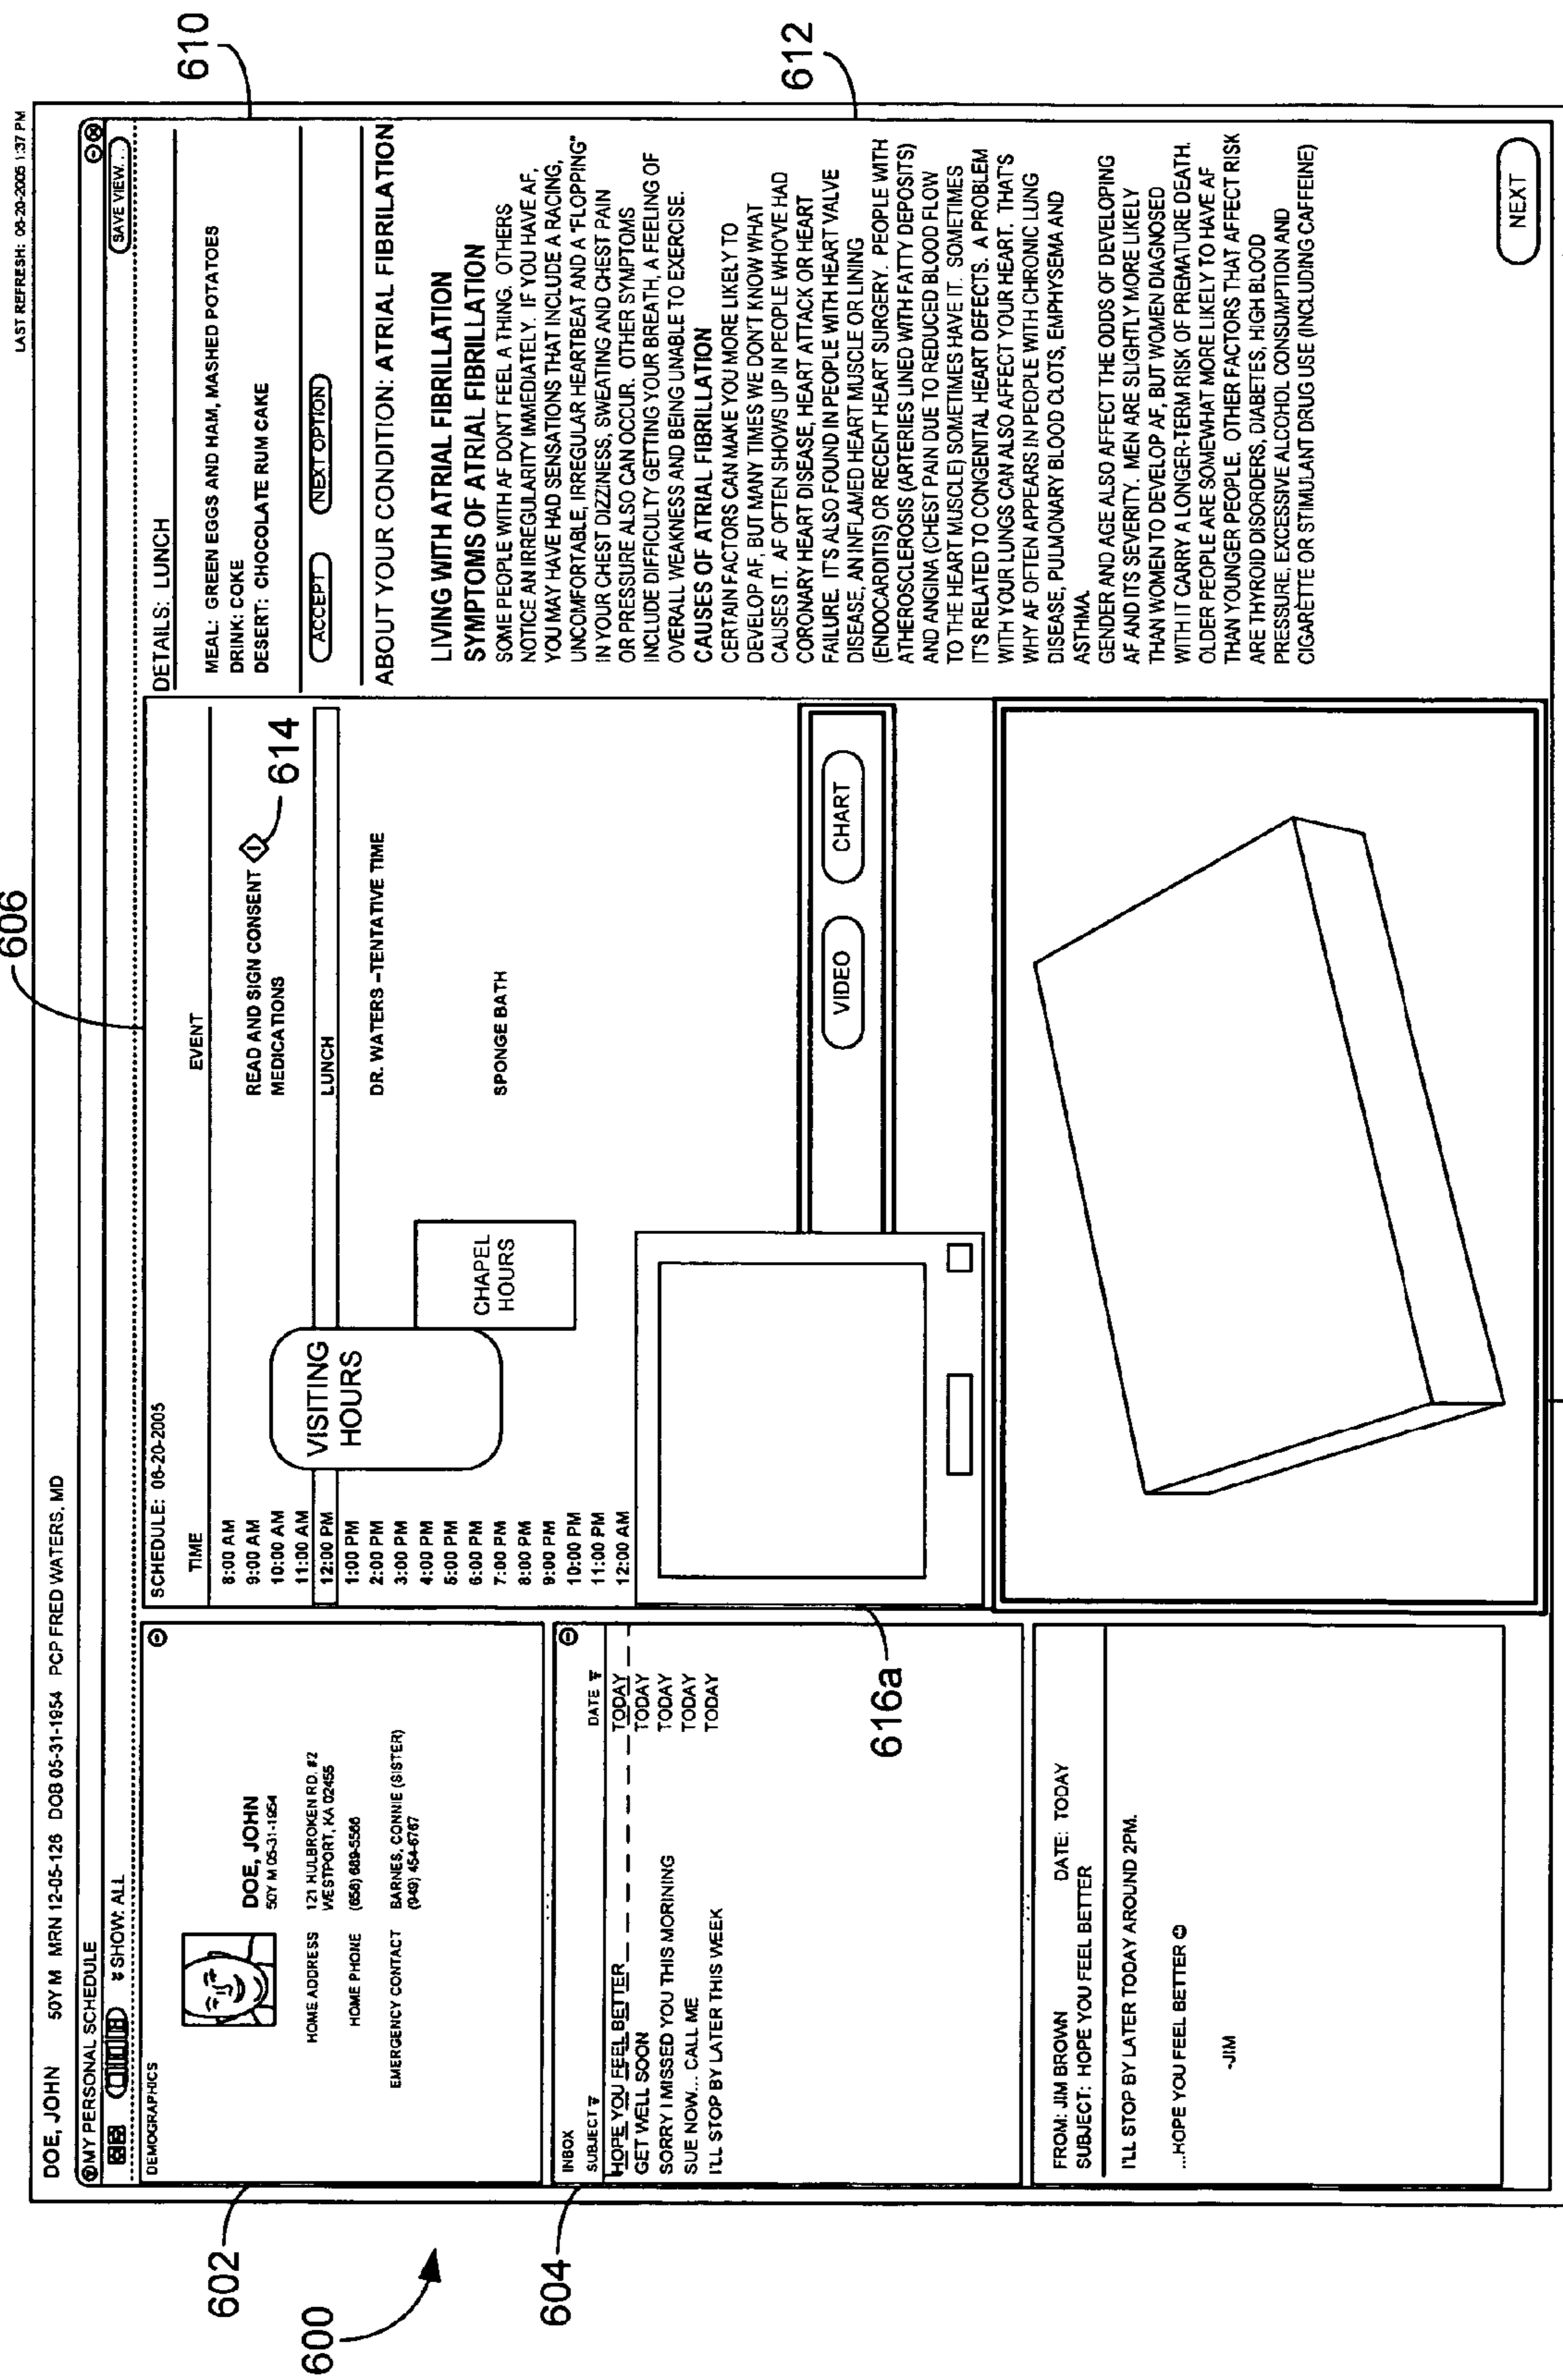 606
LAST REFRESH: 06-20-2005 1:37 PM
DOE, JOHN 50Y M MRN 12-05-126 DOB 05-31-1954 PCP FRED WATERS, MD
MY PERSONAL SCHEDULE
SHOW: ALL
SAVE VIEW...
602
600
DEMOGRAPHICS
DOE, JOHN
50Y M 05-31-1954
HOME ADDRESS 121 HULBROKEN RD. #2
WESTPORT, KA 02455
HOME PHONE (658) 689-5566
EMERGENCY CONTACT BARNES, CONNIE (SISTER)
(949) 454-6767
604
INBOX
SUBJECT DATE
HOPE YOU FEEL BETTER TODAY
GET WELL SOON TODAY
SORRY I MISSED YOU THIS MORINING TODAY
SUE NOW... CALL ME TODAY
I'LL STOP BY LATER THIS WEEK TODAY
FROM: JIM BROWN DATE: TODAY
SUBJECT: HOPE YOU FEEL BETTER
I'LL STOP BY LATER TODAY AROUND 2PM.
...HOPE YOU FEEL BETTER ☺
-JIM
SCHEDULE: 06-20-2005
TIME EVENT
8:00 AM
9:00 AM READ AND SIGN CONSENT
10:00 AM MEDICATIONS
614
11:00 AM
12:00 PM LUNCH
1:00 PM
2:00 PM DR. WATERS -TENTATIVE TIME
3:00 PM
4:00 PM
5:00 PM
6:00 PM
7:00 PM SPONGE BATH
8:00 PM
9:00 PM
10:00 PM
11:00 PM
12:00 AM
VISITING
HOURS
CHAPEL
HOURS
616a
VIDEO CHART
610
DETAILS: LUNCH
MEAL: GREEN EGGS AND HAM, MASHED POTATOES
DRINK: COKE
DESERT: CHOCOLATE RUM CAKE
ACCEPT NEXT OPTION
612
ABOUT YOUR CONDITION: ATRIAL FIBRILATION
LIVING WITH ATRIAL FIBRILLATION
SYMPTOMS OF ATRIAL FIBRILLATION
SOME PEOPLE WITH AF DON'T FEEL A THING. OTHERS
NOTICE AN IRREGULARITY IMMEDIATELY. IF YOU HAVE AF,
YOU MAY HAVE HAD SENSATIONS THAT INCLUDE A RACING,
UNCOMFORTABLE, IRREGULAR HEARTBEAT AND A "FLOPPING"
IN YOUR CHEST DIZZINESS, SWEATING AND CHEST PAIN
OR PRESSURE ALSO CAN OCCUR. OTHER SYMPTOMS
INCLUDE DIFFICULTY GETTING YOUR BREATH, A FEELING OF
OVERALL WEAKNESS AND BEING UNABLE TO EXERCISE.
CAUSES OF ATRIAL FIBRILLATION
CERTAIN FACTORS CAN MAKE YOU MORE LIKELY TO
DEVELOP AF, BUT MANY TIMES WE DON'T KNOW WHAT
CAUSES IT. AF OFTEN SHOWS UP IN PEOPLE WHO'VE HAD
CORONARY HEART DISEASE, HEART ATTACK OR HEART
FAILURE. IT'S ALSO FOUND IN PEOPLE WITH HEART VALVE
DISEASE, AN INFLAMED HEART MUSCLE OR LINING
(ENDOCARDITIS) OR RECENT HEART SURGERY. PEOPLE WITH
ATHEROSCLEROSIS (ARTERIES LINED WITH FATTY DEPOSITS)
AND ANGINA (CHEST PAIN DUE TO REDUCED BLOOD FLOW
TO THE HEART MUSCLE) SOMETIMES HAVE IT. SOMETIMES
IT'S RELATED TO CONGENITAL HEART DEFECTS. A PROBLEM
WITH YOUR LUNGS CAN ALSO AFFECT YOUR HEART. THAT'S
WHY AF OFTEN APPEARS IN PEOPLE WITH CHRONIC LUNG
DISEASE, PULMONARY BLOOD CLOTS, EMPHYSEMA AND
ASTHMA.
GENDER AND AGE ALSO AFFECT THE ODDS OF DEVELOPING
AF AND ITS SEVERITY. MEN ARE SLIGHTLY MORE LIKELY
THAN WOMEN TO DEVELOP AF, BUT WOMEN DIAGNOSED
WITH IT CARRY A LONGER-TERM RISK OF PREMATURE DEATH.
OLDER PEOPLE ARE SOMEWHAT MORE LIKELY TO HAVE AF
THAN YOUNGER PEOPLE. OTHER FACTORS THAT AFFECT RISK
ARE THYROID DISORDERS, DIABETES, HIGH BLOOD
PRESSURE, EXCESSIVE ALCOHOL CONSUMPTION AND
CIGARETTE OR STIMULANT DRUG USE (INCLUDING CAFFEINE)
NEXT